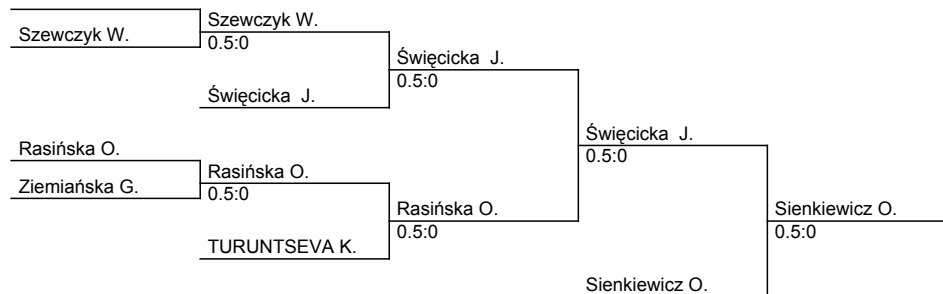 Szewczyk W.
Szewczyk W.
0.5:0
Święcicka J.
0.5:0
Święcicka J.
Święcicka J.
0.5:0
Rasińska O.
Rasińska O.
0.5:0
Ziemiańska G.
Rasińska O.
0.5:0
Sienkiewicz O.
0.5:0
TURUNTSEVA K.
Sienkiewicz O.